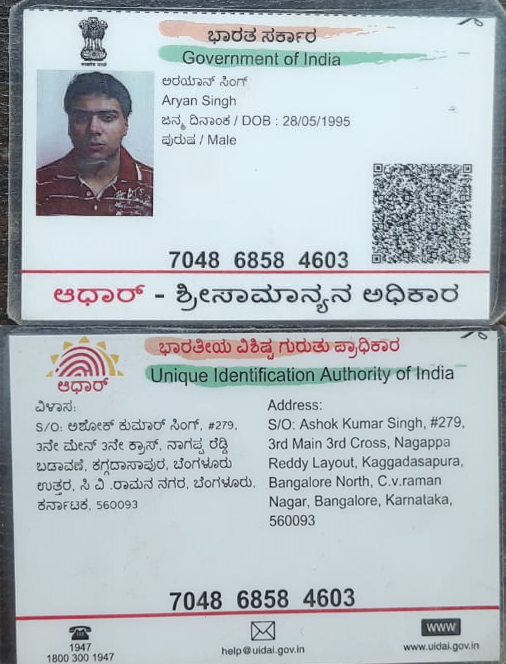 ಭಾರತ ಸರ್ಕಾರ
Government of India
ಅರಯಾನ್ ಸಿಂಗ್
Aryan Singh
ಜನ್ಮ ದಿನಾಂಕ / DOB : 28/05/1995
ಪುರುಷ / Male
7048 6858 4603
ಆಧಾರ್ - ಶ್ರೀಸಾಮಾನ್ಯನ ಅಧಿಕಾರ
ಭಾರತೀಯ ವಿಶಿಷ್ಟ ಗುರುತು ಪ್ರಾಧಿಕಾರ
Unique Identification Authority of India
ಆಧಾರ್
ವಿಳಾಸ:
S/O: ಅಶೋಕ್ ಕುಮಾರ್ ಸಿಂಗ್, #279,
3ನೇ ಮೇನ್ 3ನೇ ಕ್ರಾಸ್, ನಾಗಪ್ಪ ರೆಡ್ಡಿ
ಬಡಾವಣೆ, ಕಗ್ಗದಾಸಾಪುರ, ಬೆಂಗಳೂರು
ಉತ್ತರ, ಸಿ ವಿ .ರಾಮನ ನಗರ, ಬೆಂಗಳೂರು,
ಕರ್ನಾಟಕ, 560093
Address:
S/O: Ashok Kumar Singh, #279,
3rd Main 3rd Cross, Nagappa
Reddy Layout, Kaggadasapura,
Bangalore North, C.v.raman
Nagar, Bangalore, Karnataka,
560093
7048 6858 4603
1947
1800 300 1947
help@uidai.gov.in
WWW
www.uidai.gov.in